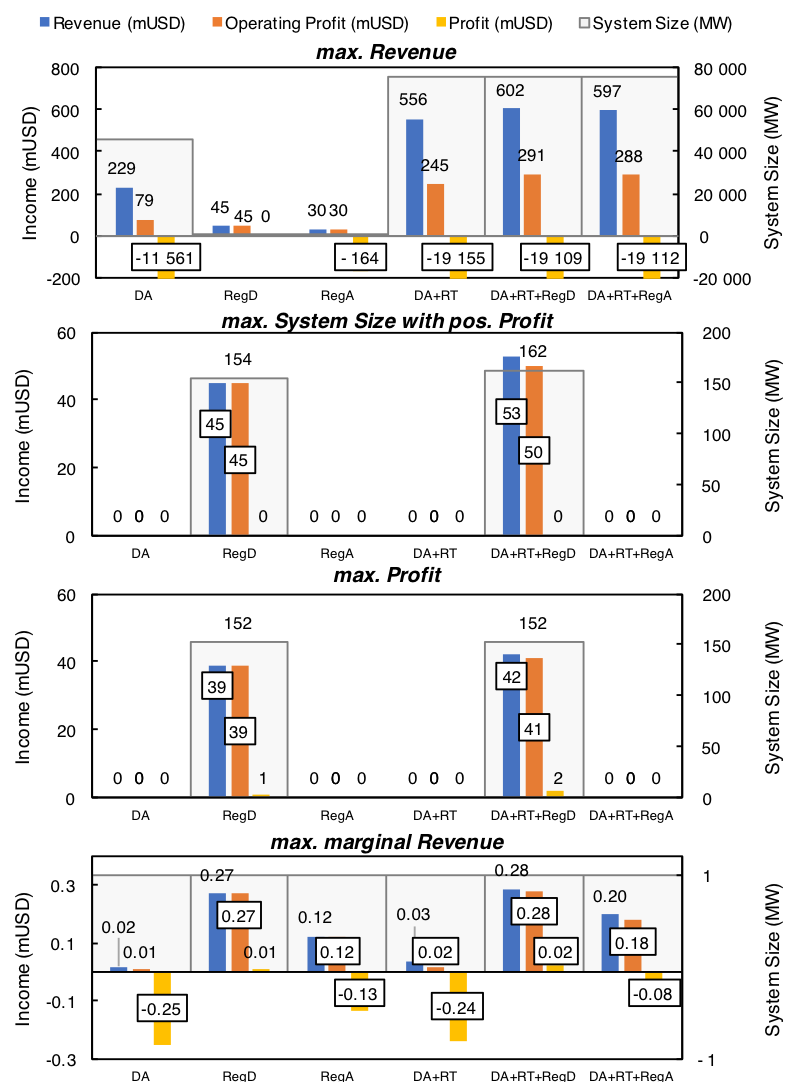 Revenue (mUSD) Operating Profit (mUSD) Profit (mUSD) System Size (MW)
max. Revenue
Income (mUSD)
System Size (MW)
800 80 000
600 60 000
400 40 000
200 20 000
0 0
-200 -20 000
229 79 -11 561
45 45 0
30 30 - 164
556 245 -19 155
602 291 -19 109
597 288 -19 112
DA RegD RegA DA+RT DA+RT+RegD DA+RT+RegA
max. System Size with pos. Profit
Income (mUSD)
System Size (MW)
60 200
150
40
100
20
50
0 0
154 162
0 0 0
45 45 0
0 0 0
0 0 0
53 50 0
0 0 0
DA RegD RegA DA+RT DA+RT+RegD DA+RT+RegA
max. Profit
Income (mUSD)
System Size (MW)
60 200
150
40
100
20
50
0 0
152 152
0 0 0
39 39 1
0 0 0
0 0 0
42 41 2
0 0 0
DA RegD RegA DA+RT DA+RT+RegD DA+RT+RegA
max. marginal Revenue
Income (mUSD)
System Size (MW)
0.3 1
0.1
-0.1
-0.3 -1
0.02 0.01 -0.25
0.27 0.27 0.01
0.12 0.12 -0.13
0.03 0.02 -0.24
0.28 0.28 0.02
0.20 0.18 -0.08
DA RegD RegA DA+RT DA+RT+RegD DA+RT+RegA